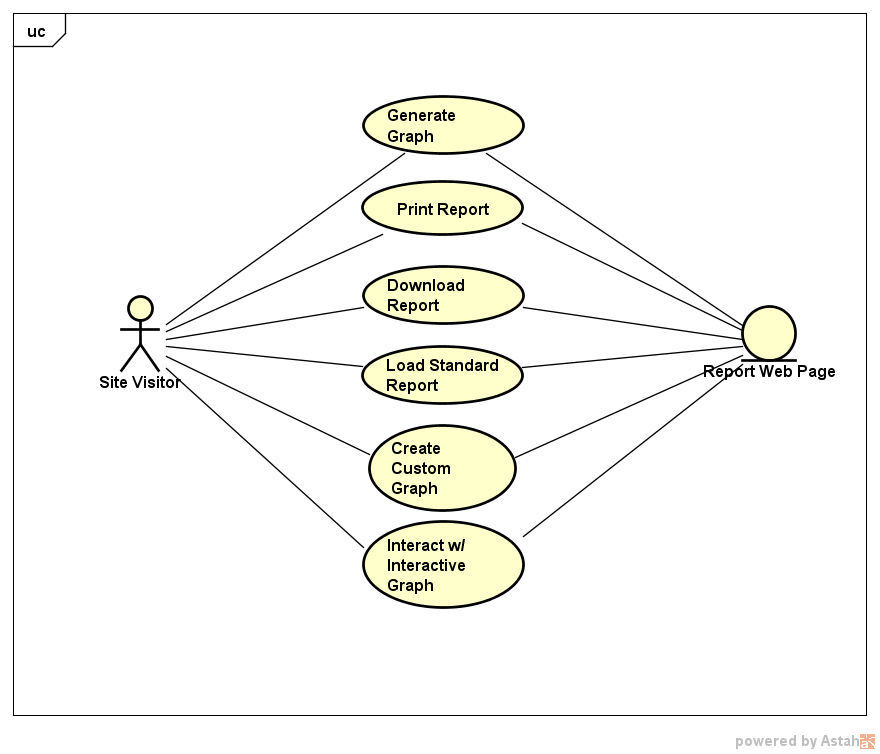 uc
Generate
Graph
Print Report
Download
Report
Site Visitor
Load Standard
Report
Report Web Page
Create
Custom
Graph
Interact w/
Interactive
Graph
powered by Astah